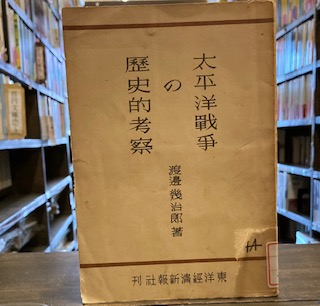 太平洋戰爭
の
歷史的考察
渡邊幾治郎 著
東洋經濟新報社刊